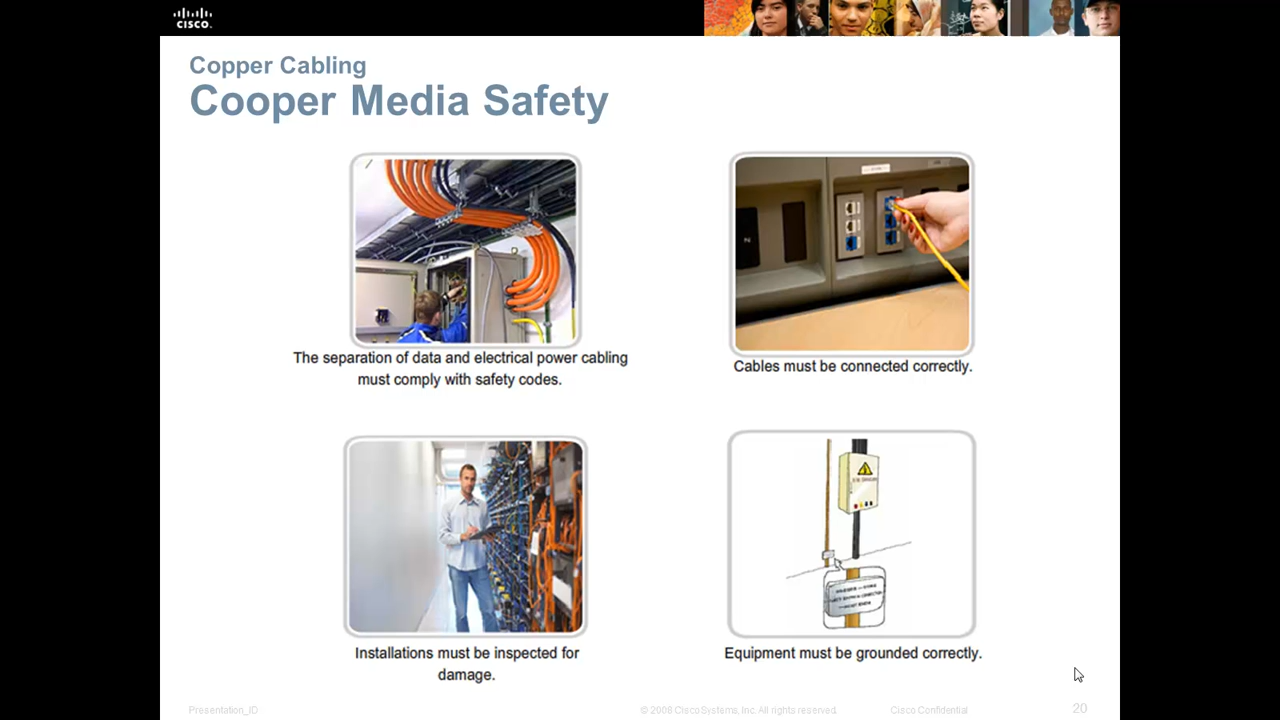 CISCO.
Copper Cabling
Cooper Media Safety
The separation of data and electrical power cabling
must comply with safety codes.
Cables must be connected correctly.
Installations must be inspected for
damage.
Equipment must be grounded correctly.
Presentation_ID
© 2008 Cisco Systems, Inc. All rights reserved.
Cisco Confidential
20